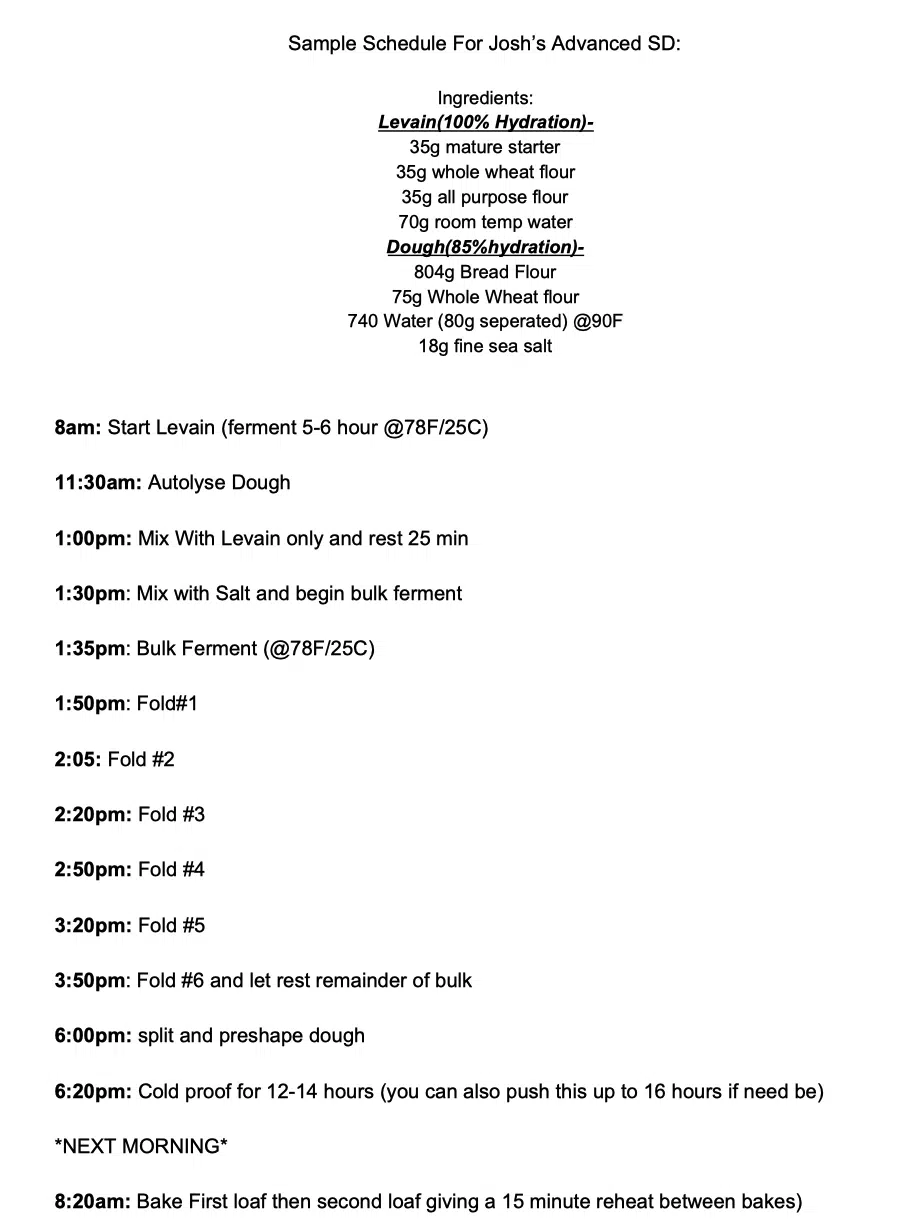 Sample Schedule For Josh's Advanced SD:
Ingredients:
Levain(100% Hydration)-
35g mature starter
35g whole wheat flour
35g all purpose flour
70g room temp water
Dough(85%hydration)-
804g Bread Flour
75g Whole Wheat flour
740 Water (80g seperated) @90F
18g fine sea salt
8am: Start Levain (ferment 5-6 hour @78F/25C)
11:30am: Autolyse Dough
1:00pm: Mix With Levain only and rest 25 min
1:30pm: Mix with Salt and begin bulk ferment
1:35pm: Bulk Ferment (@78F/25C)
1:50pm: Fold#1
2:05: Fold #2
2:20pm: Fold #3
2:50pm: Fold #4
3:20pm: Fold #5
3:50pm: Fold #6 and let rest remainder of bulk
6:00pm: split and preshape dough
6:20pm: Cold proof for 12-14 hours (you can also push this up to 16 hours if need be)
*NEXT MORNING*
8:20am: Bake First loaf then second loaf giving a 15 minute reheat between bakes)